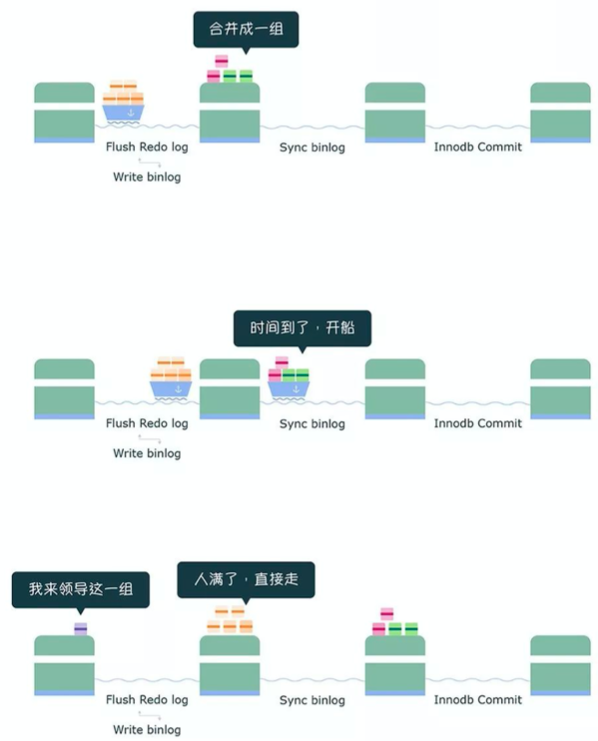 合并成一组
Flush Redo log
Sync binlog
Innodb Commit
Write binlog
时间到了，开船
Flush Redo log
Sync binlog
Innodb Commit
Write binlog
我来领导这一组
人满了，直接走
Flush Redo log
Sync binlog
Innodb Commit
Write binlog